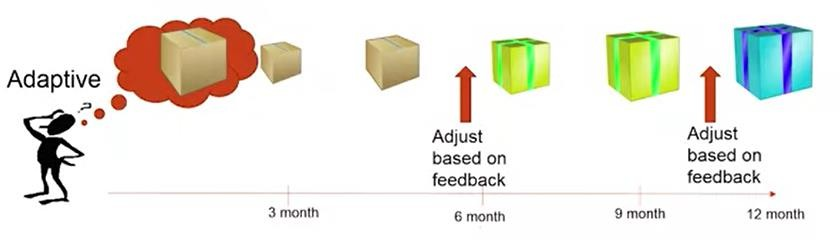 Adaptive
?
Adjust
based on
feedback
Adjust
based on
feedback
3 month
6 month
9 month
12 month